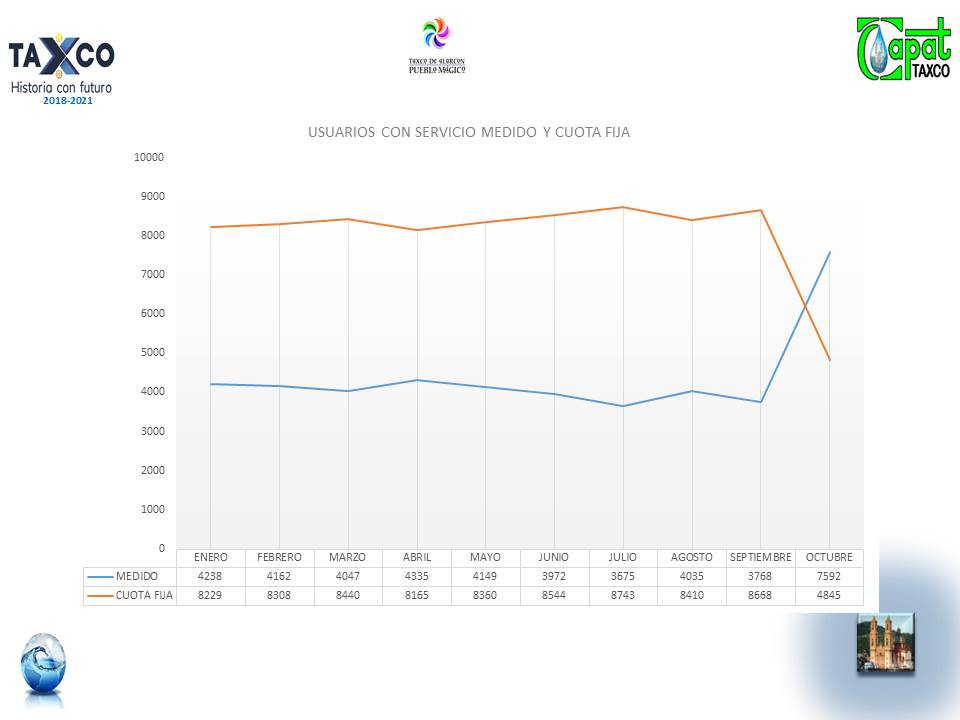 TAXCO
Historia con futuro
2018-2021
TAXCO DE ALARCON
PUEBLO MÁGICO
Capat
TAXCO
USUARIOS CON SERVICIO MEDIDO Y CUOTA FIJA
10000
9000
8000
7000
6000
5000
4000
3000
2000
1000
0
ENERO FEBRERO MARZO ABRIL MAYO JUNIO JULIO AGOSTO SEPTIEMBRE OCTUBRE
MEDIDO 4238 4162 4047 4335 4149 3972 3675 4035 3768 7592
CUOTA FIJA 8229 8308 8440 8165 8360 8544 8743 8410 8668 4845